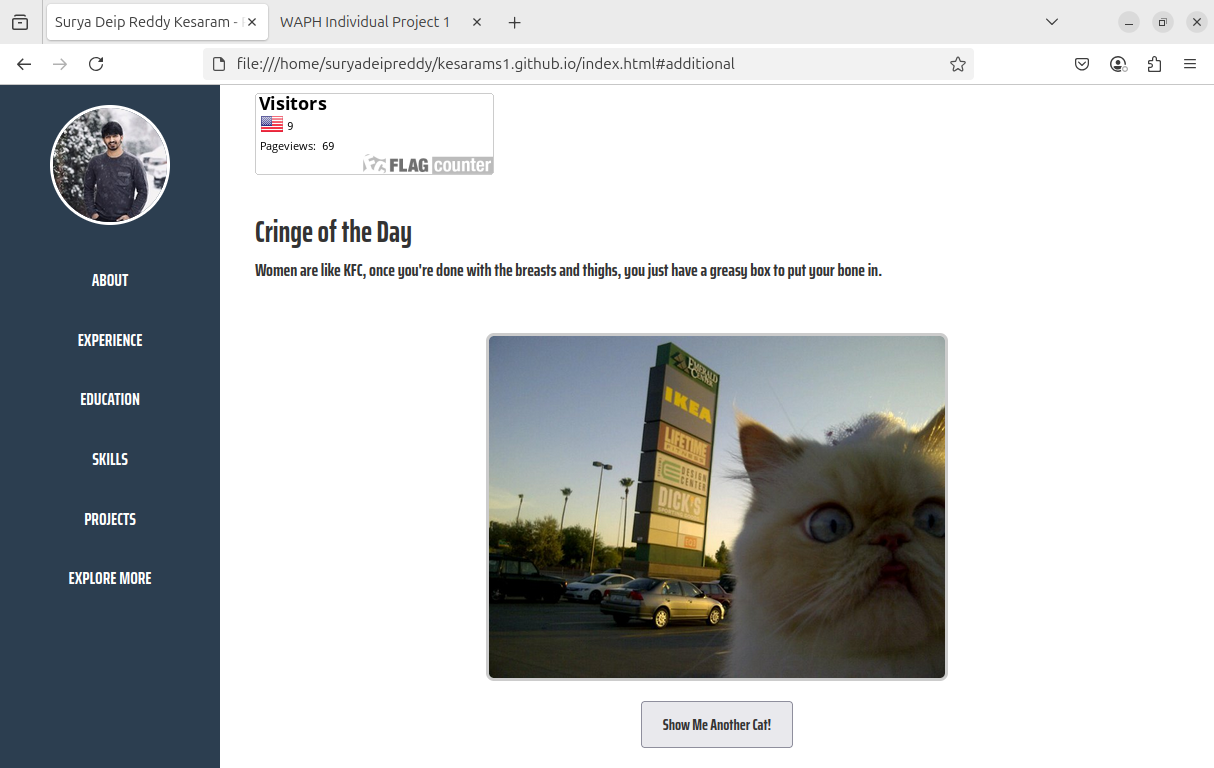 Surya Deip Reddy Kesaram -
WAPH Individual Project 1
file:///home/suryadeipreddy/kesarams1.github.io/index.html#additional
ABOUT
EXPERIENCE
EDUCATION
SKILLS
PROJECTS
EXPLORE MORE
Visitors
9
Pageviews: 69
FLAG counter
Cringe of the Day
Women are like KFC, once you're done with the breasts and thighs, you just have a greasy box to put your bone in.
EMERALD
CENTER
IKEA
LIFETIME
DESIGN
CENTER
DICK'S
Show Me Another Cat!